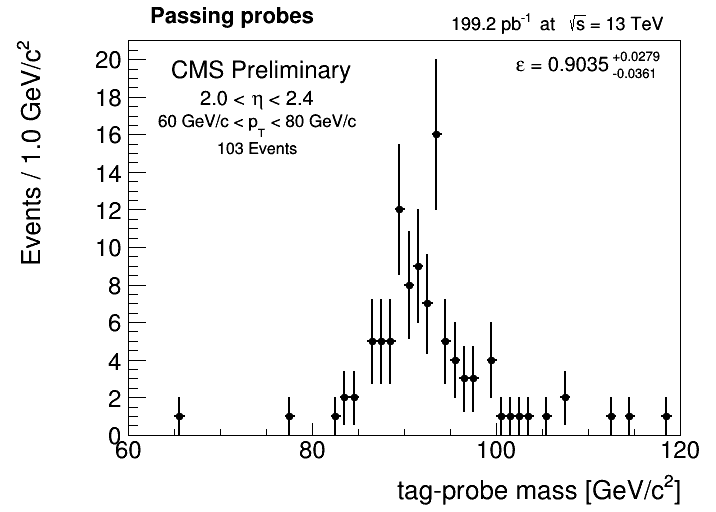 Passing probes
199.2 pb⁻¹ at √s = 13 TeV
CMS Preliminary
2.0 < η < 2.4
60 GeV/c < p_T < 80 GeV/c
103 Events
ε = 0.9035 +0.0279 -0.0361
Events / 1.0 GeV/c²
20
18
16
14
12
10
8
6
4
2
0
60 80 100 120
tag-probe mass [GeV/c²]